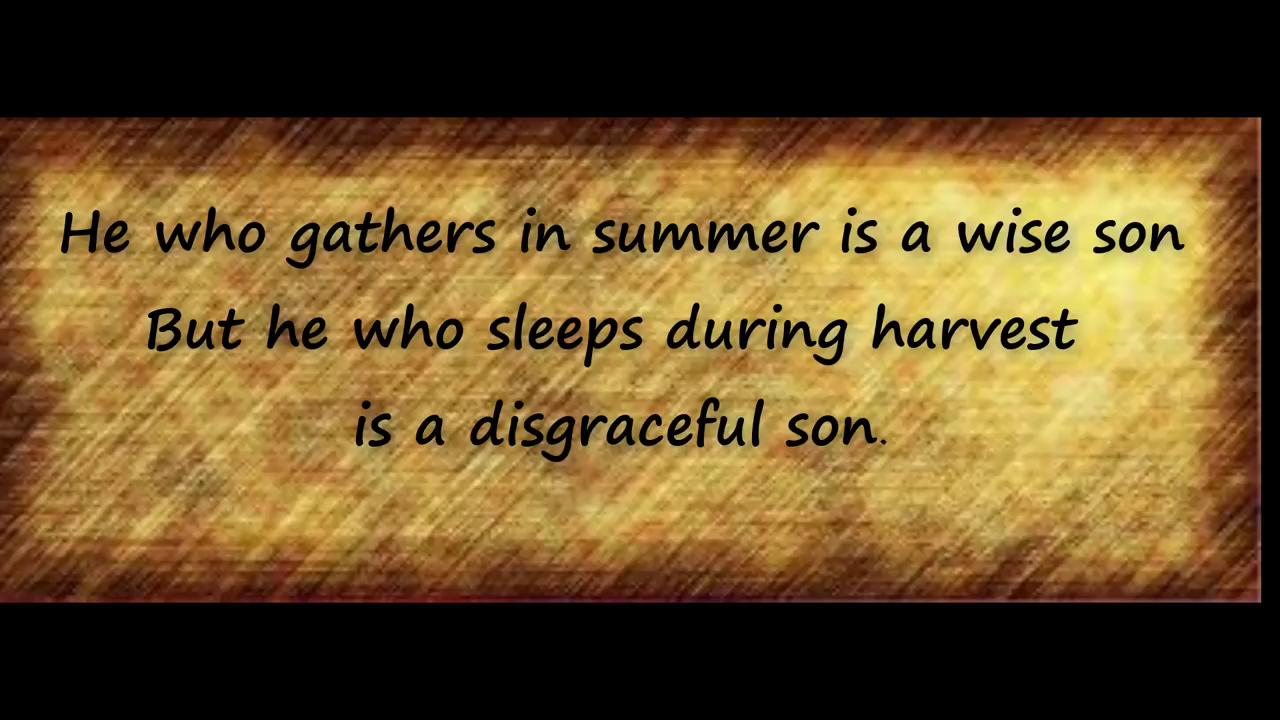 He who gathers in summer is a wise son
But he who sleeps during harvest
is a disgraceful son.